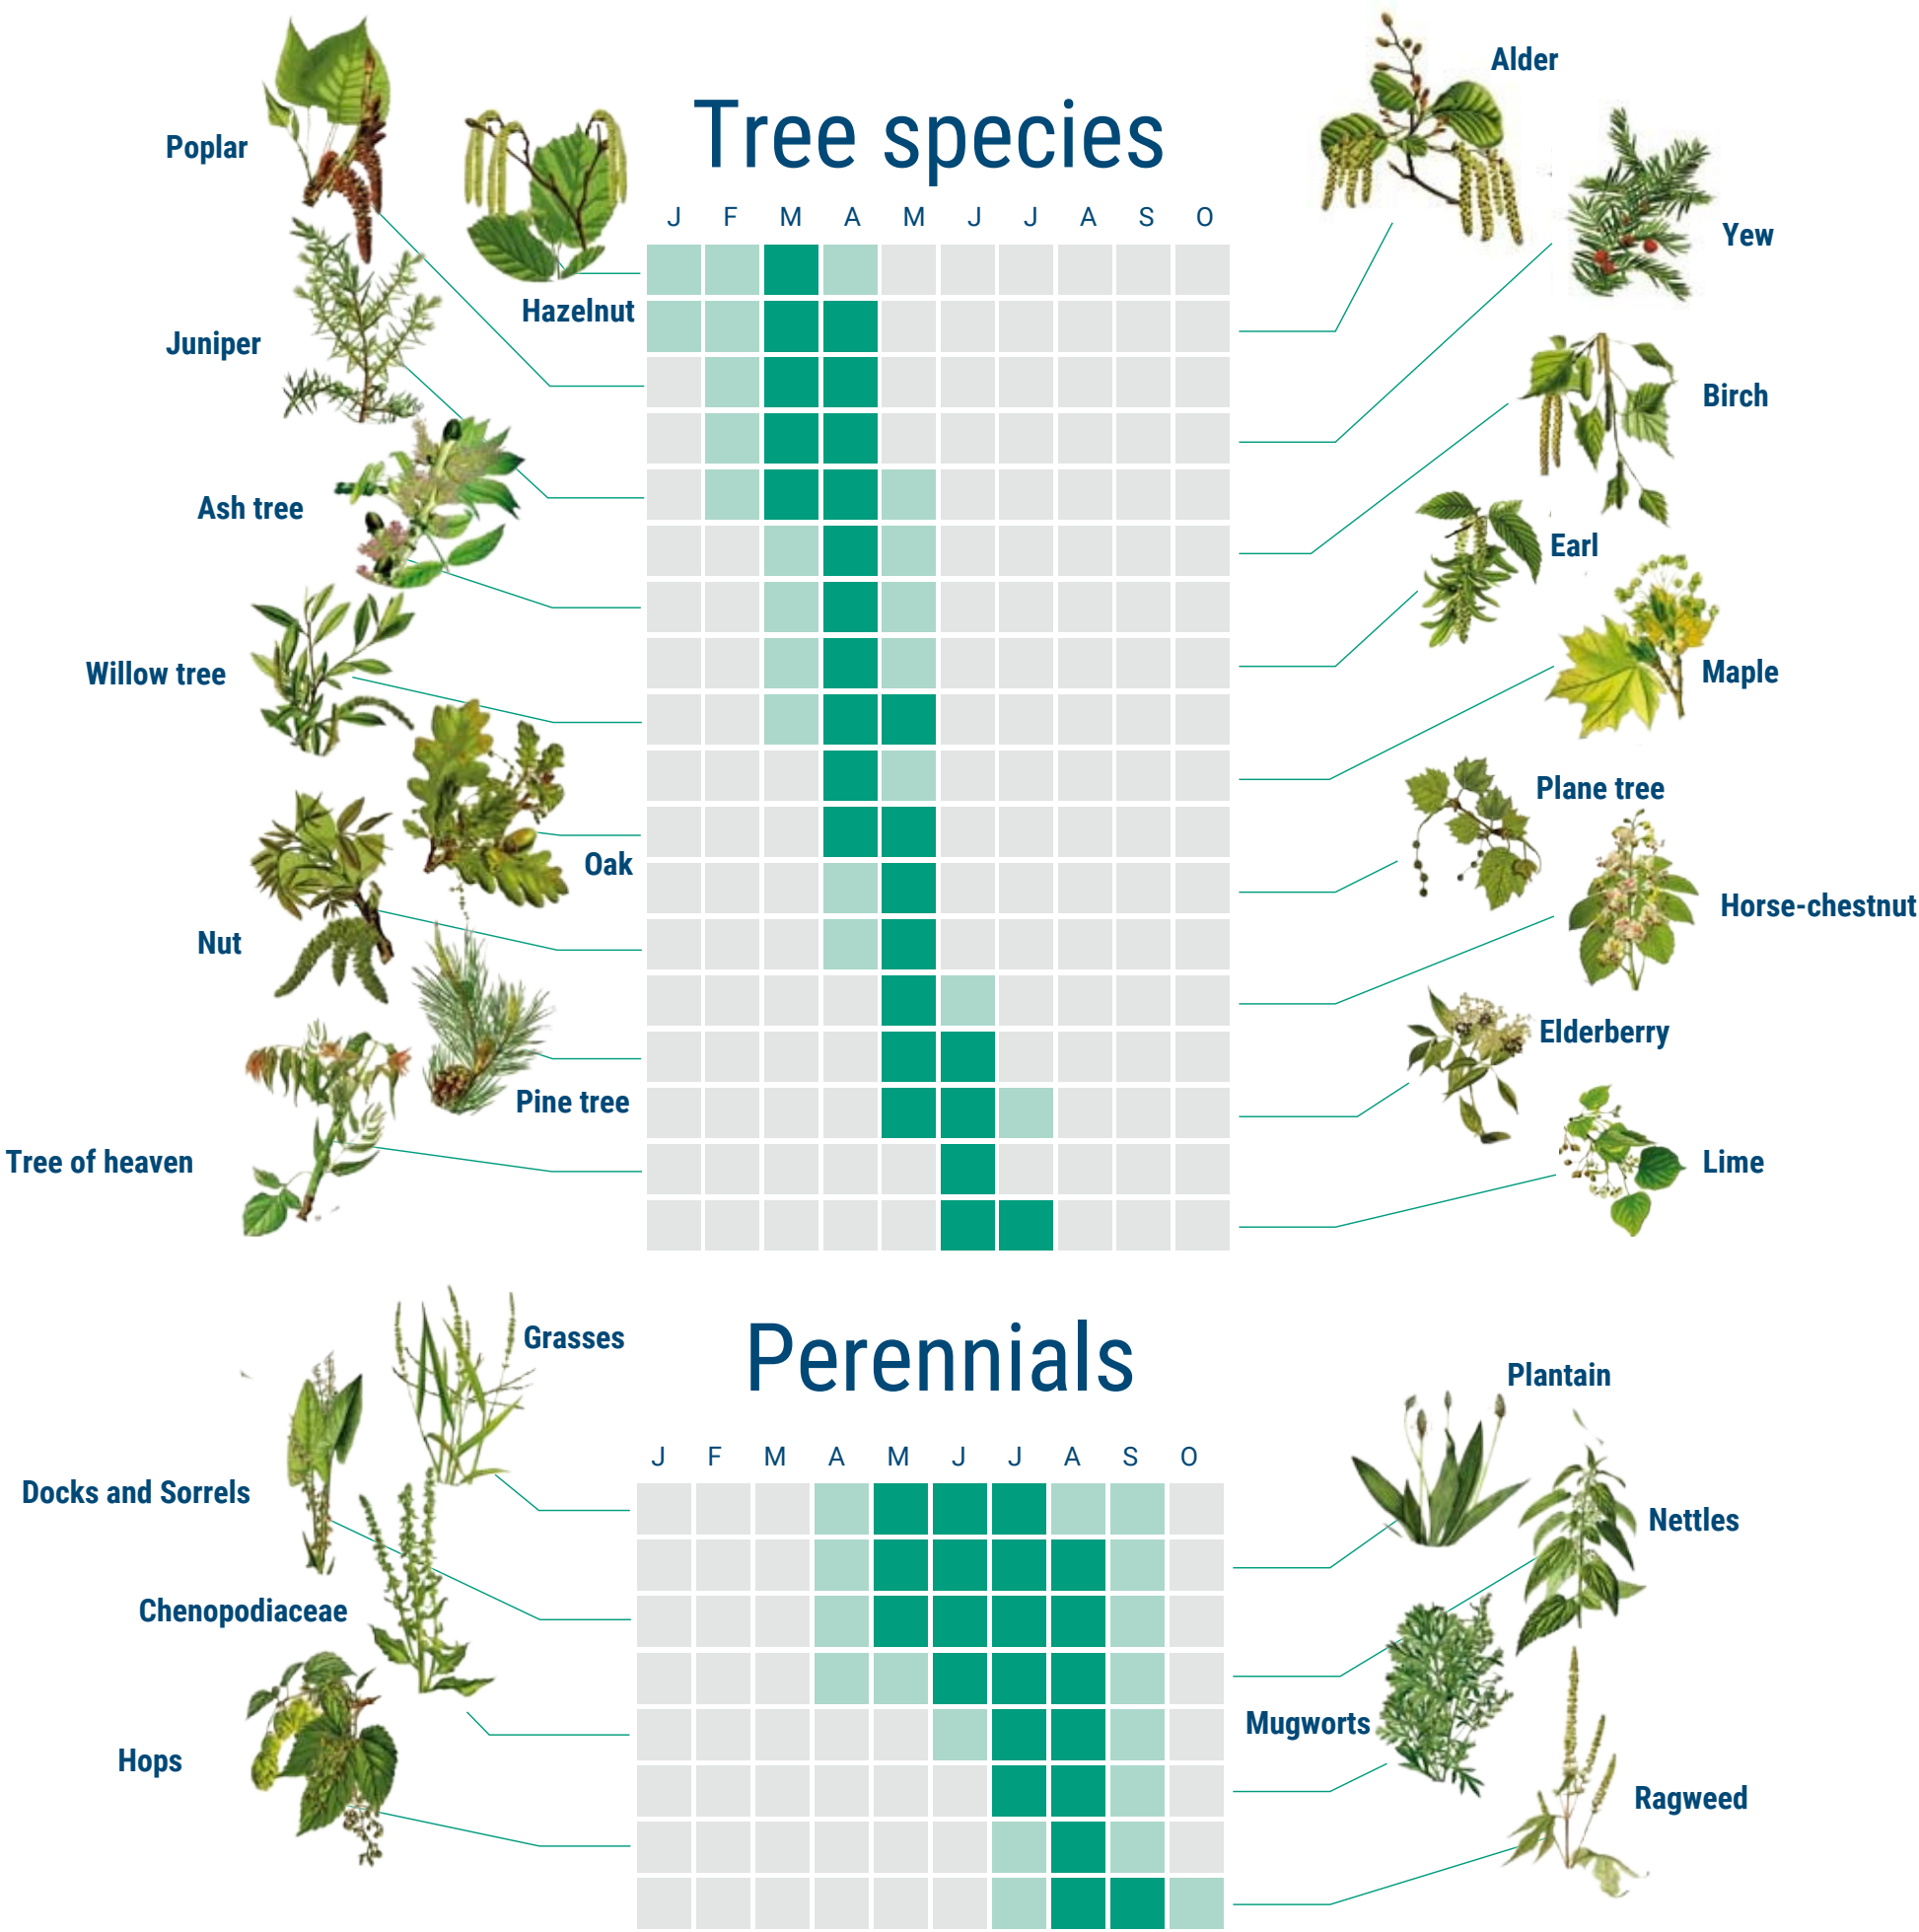 Alder
Poplar
Tree species
J F M A M J J A S O
Yew
Hazelnut
Juniper
Birch
Ash tree
Earl
Willow tree
Maple
Plane tree
Oak
Horse-chestnut
Nut
Elderberry
Pine tree
Tree of heaven
Lime
Grasses
Perennials
Plantain
J F M A M J J A S O
Docks and Sorrels
Nettles
Chenopodiaceae
Mugworts
Hops
Ragweed